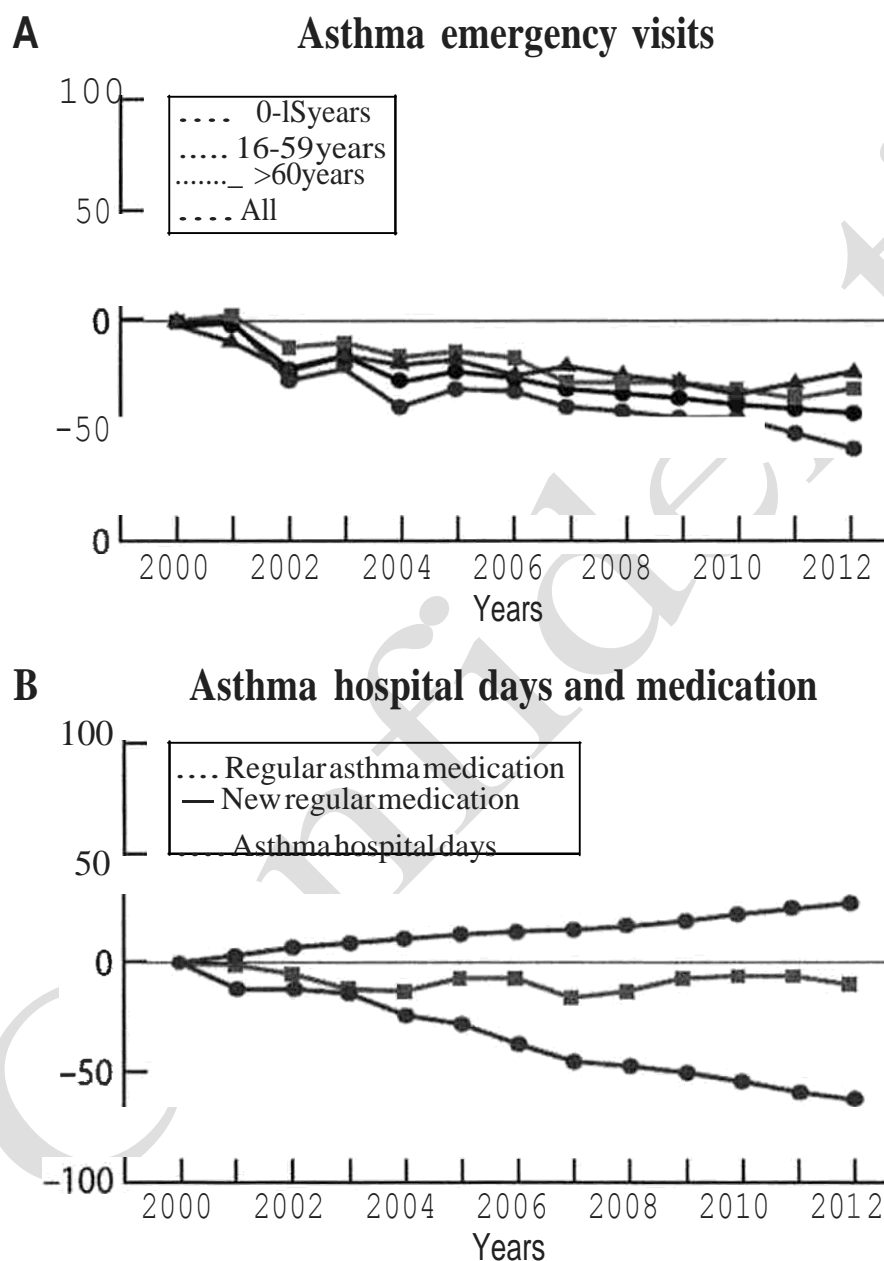 A Asthma emergency visits
100
.... 0-lSyears
..... 16-59years
......._ >60years
50
.... All
0
-50
0
2000 2002 2004 2006 2008 2010 2012
Years
B Asthma hospital days and medication
100
.... Regularasthmamedication
— Newregularmedication
50
.... Asthmahospitaldays
0
-50
-100
2000 2002 2004 2006 2008 2010 2012
Years